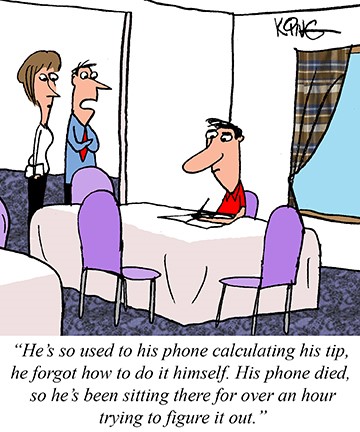 “He’s so used to his phone calculating his tip,
he forgot how to do it himself. His phone died,
so he’s been sitting there for over an hour
trying to figure it out.”